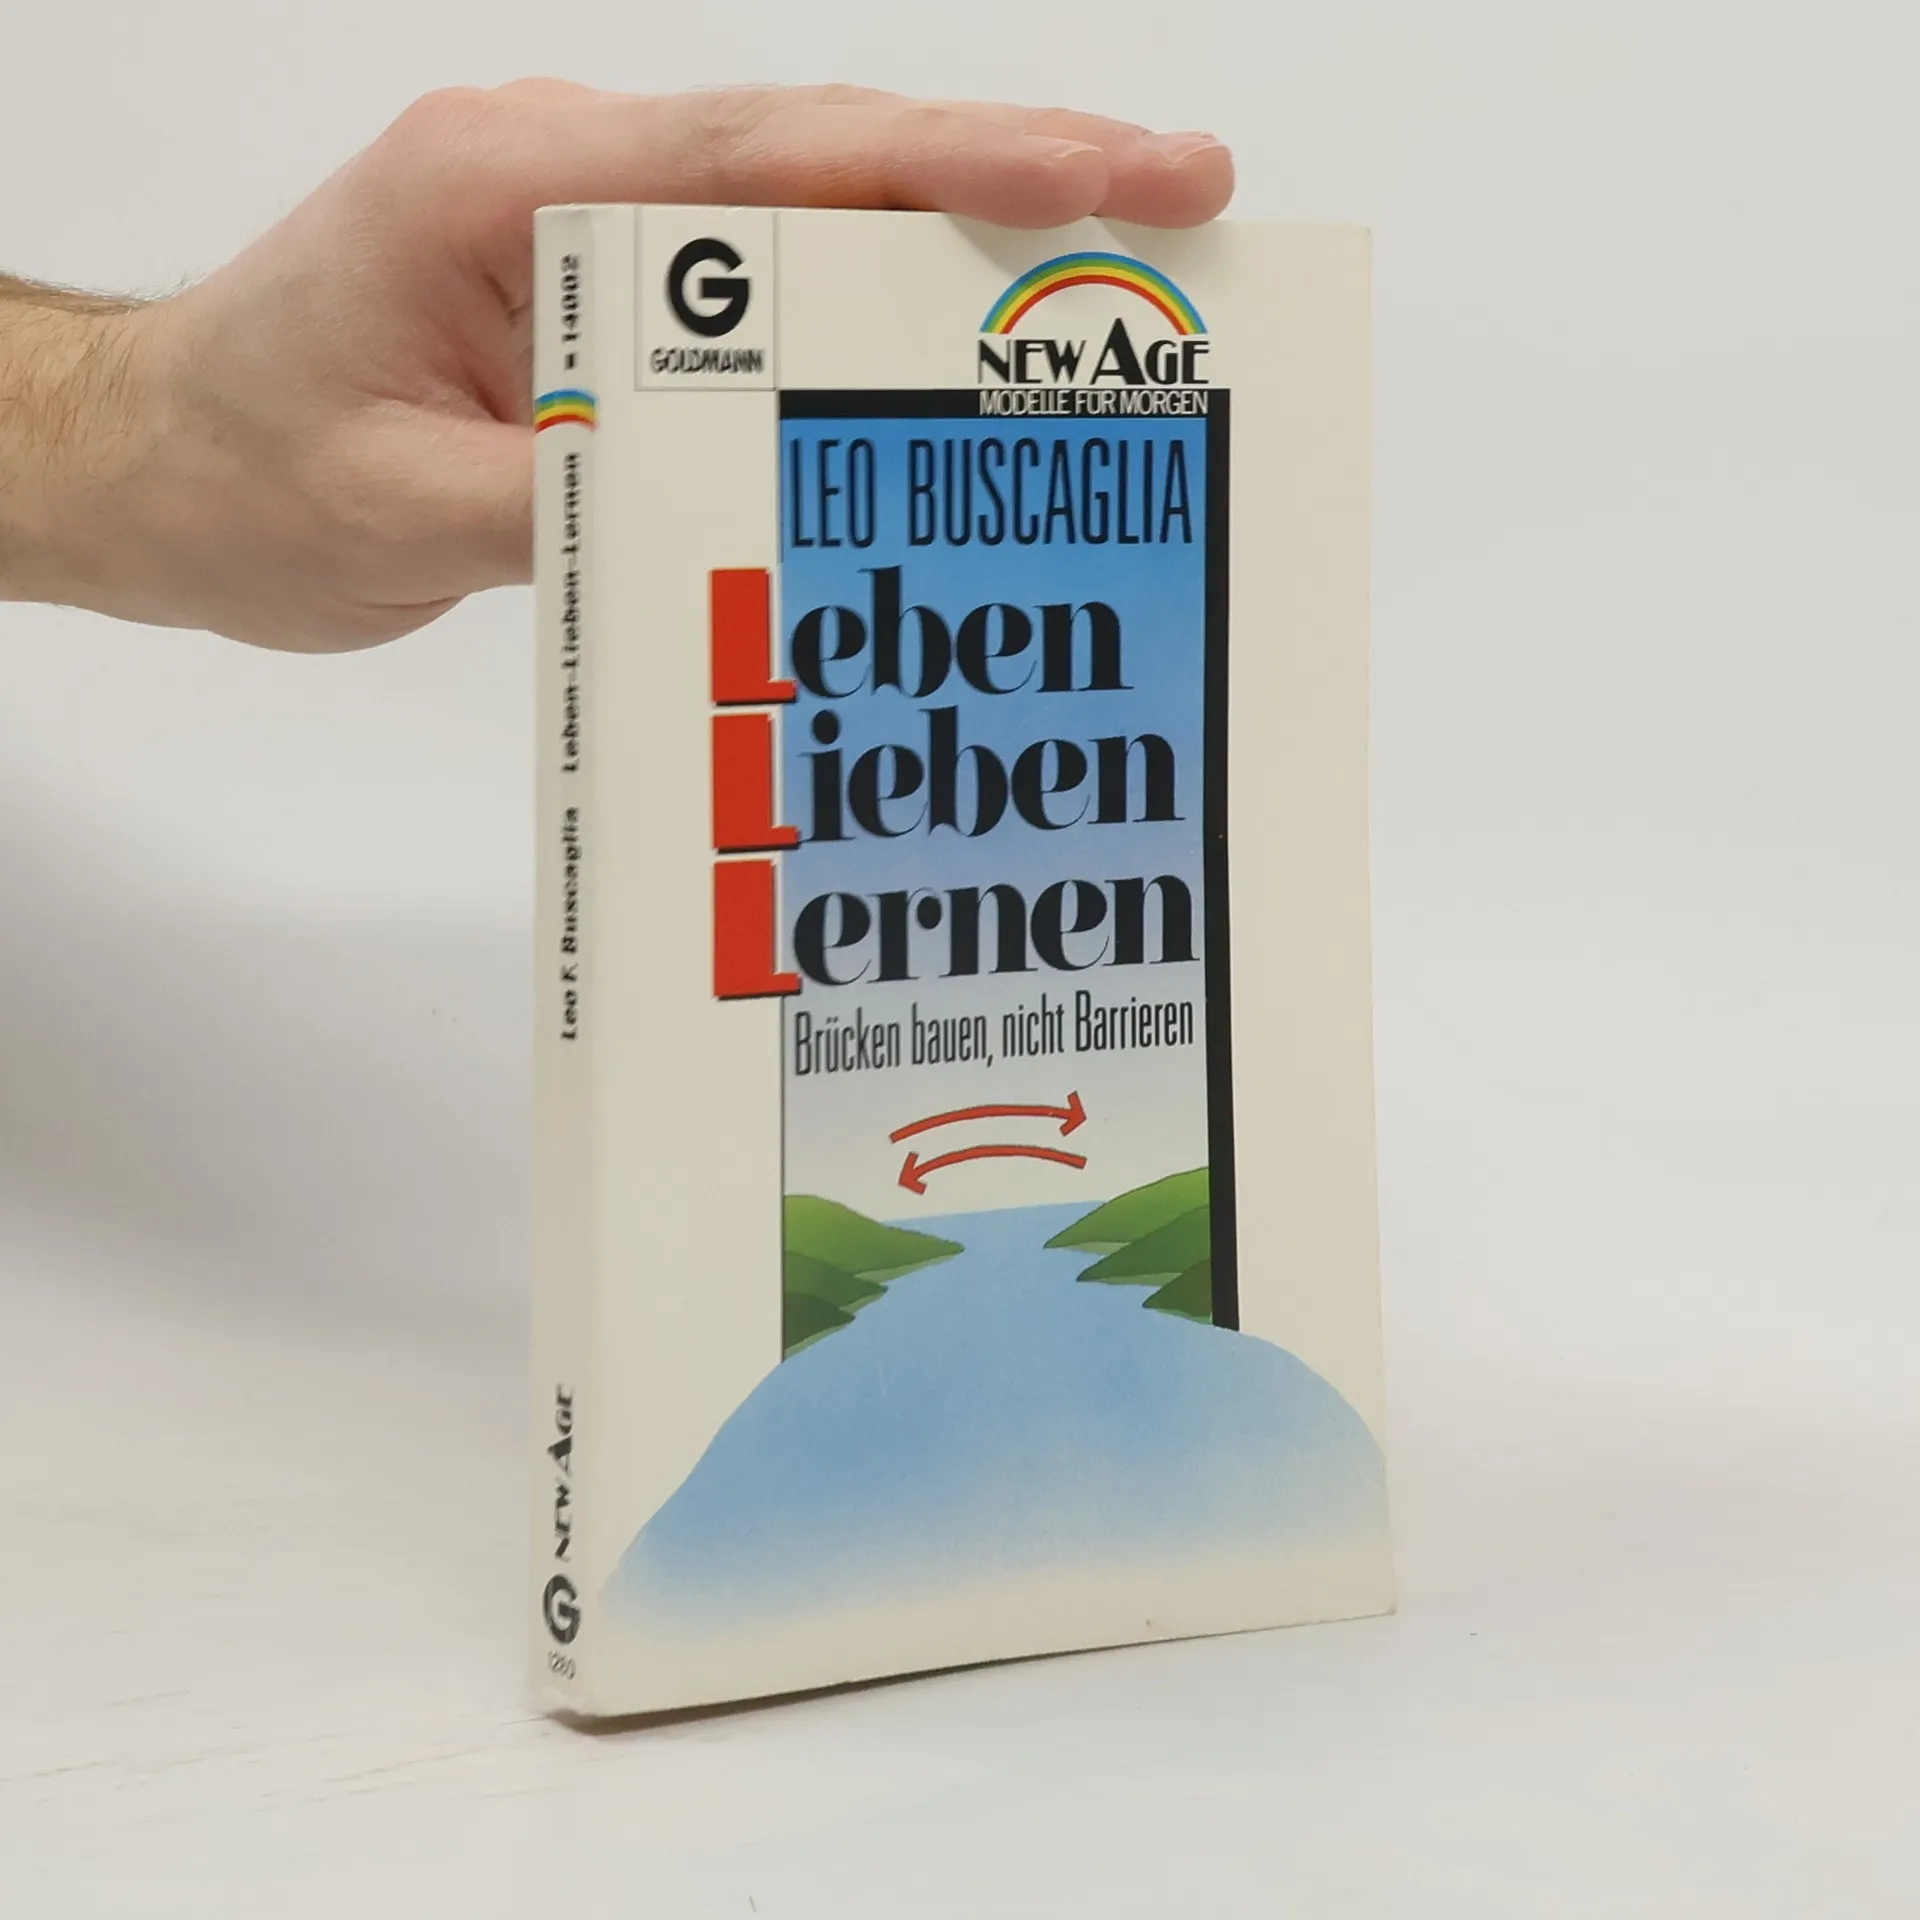 GOLDMANN
NEW AGE
MODELLE FÜR MORGEN
LEO BUSCAGLIA
Leben
Lieben
Lernen
Brücken bauen, nicht Barrieren
14002
Leben-Lieben-Lernen
Leo F. Buscaglia
NEW AGE
G
1280